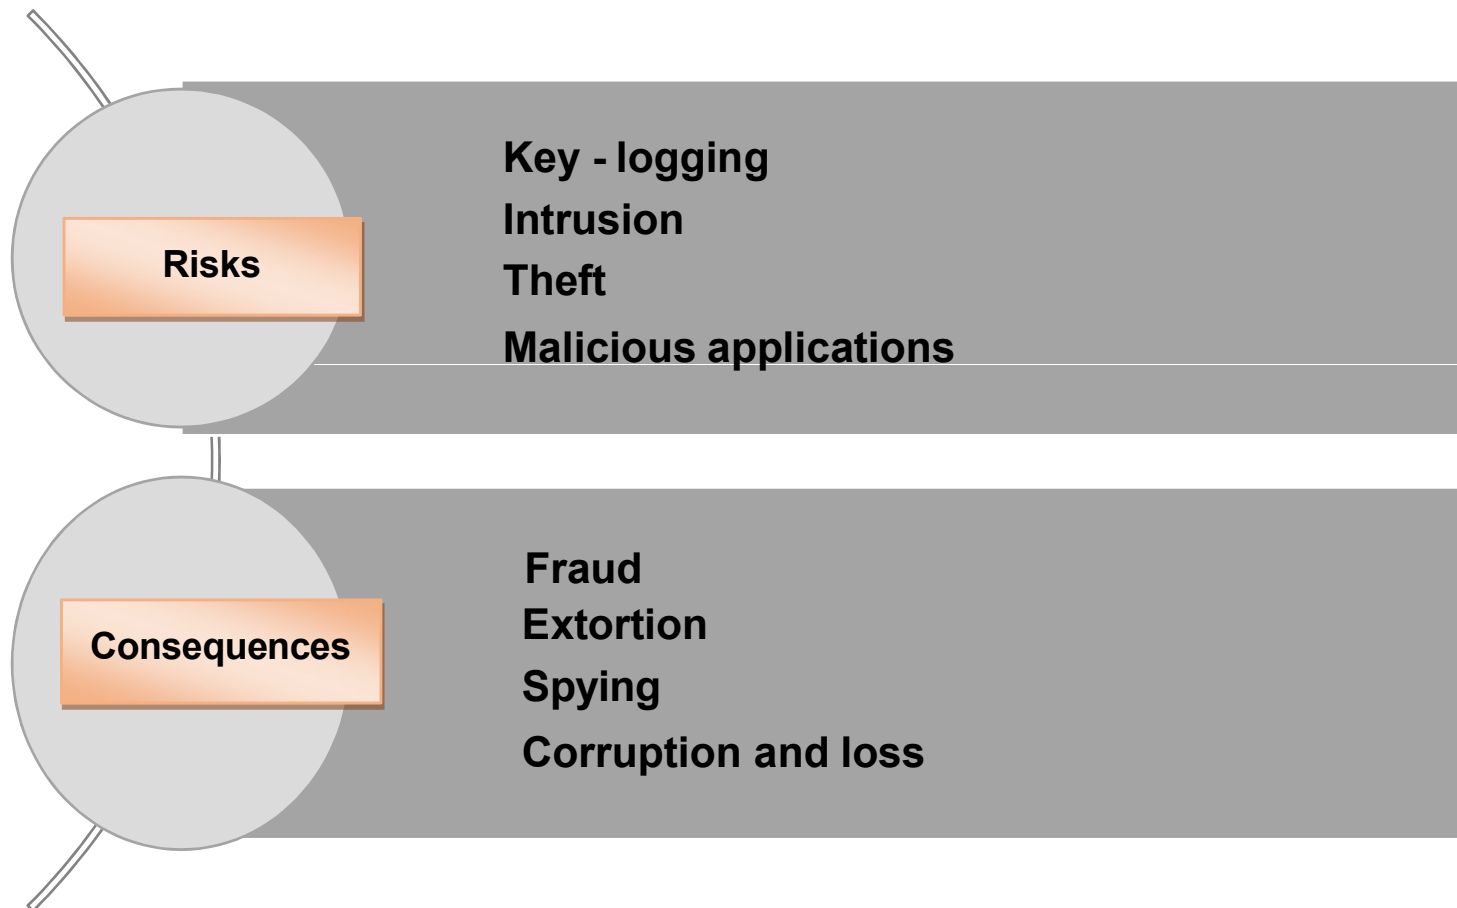 Risks
Key - logging
Intrusion
Theft
Malicious applications
Consequences
Fraud
Extortion
Spying
Corruption and loss